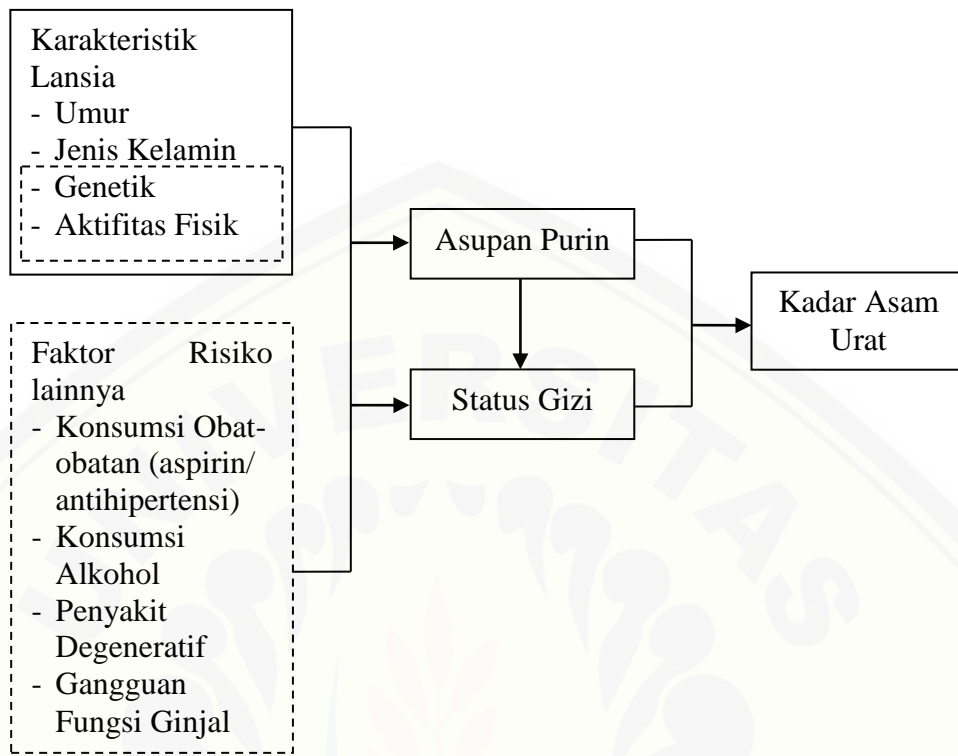 Karakteristik
Lansia
- Umur
- Jenis Kelamin
- Genetik
- Aktifitas Fisik
Faktor Risiko
lainnya
- Konsumsi Obat-
obatan (aspirin/
antihipertensi)
- Konsumsi
Alkohol
- Penyakit
Degeneratif
- Gangguan
Fungsi Ginjal
Asupan Purin
Status Gizi
Kadar Asam
Urat
UNIVERSITAS